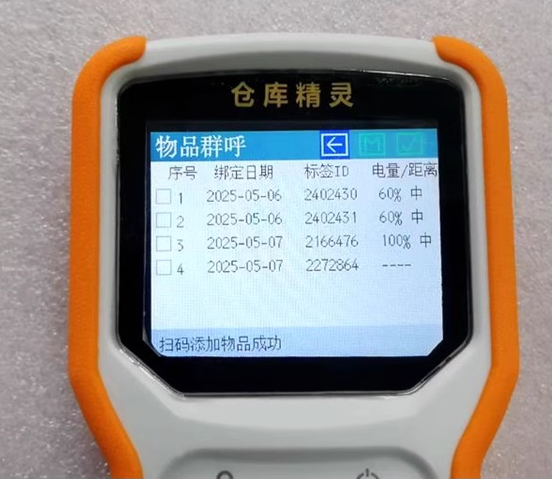 仓库精灵
物品群呼
序号 绑定日期 标签ID 电量/距离
1 2025-05-06 2402430 60% 中
2 2025-05-06 2402431 60% 中
3 2025-05-07 2166476 100% 中
4 2025-05-07 2272864 ----
扫码添加物品成功